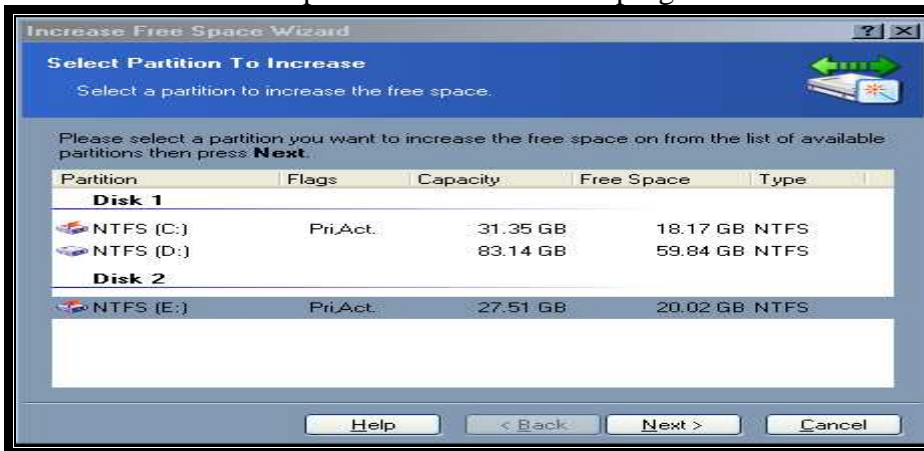 Increase Free Space Wizard
Select Partition To Increase
Select a partition to increase the free space.
Please select a partition you want to increase the free space on from the list of available
partitions then press Next.
Partition Flags Capacity Free Space Type
Disk 1
NTFS (C:) Pri,Act. 31.35 GB 18.17 GB NTFS
NTFS (D:) 83.14 GB 59.84 GB NTFS
Disk 2
NTFS (E:) Pri,Act. 27.51 GB 20.02 GB NTFS
Help < Back Next > Cancel